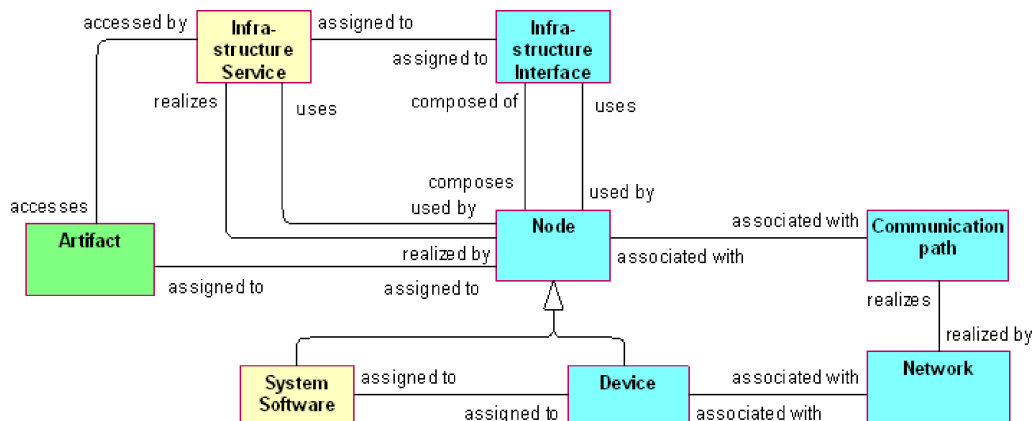 accessed by
Infra-
structure
Service
assigned to
assigned to
Infra-
structure
Interface
realizes
uses
composed of
uses
accesses
used by
composes
used by
Artifact
Node
associated with
Communication
path
realized by
associated with
assigned to
assigned to
realizes
realized by
System
Software
assigned to
assigned to
Device
associated with
associated with
Network